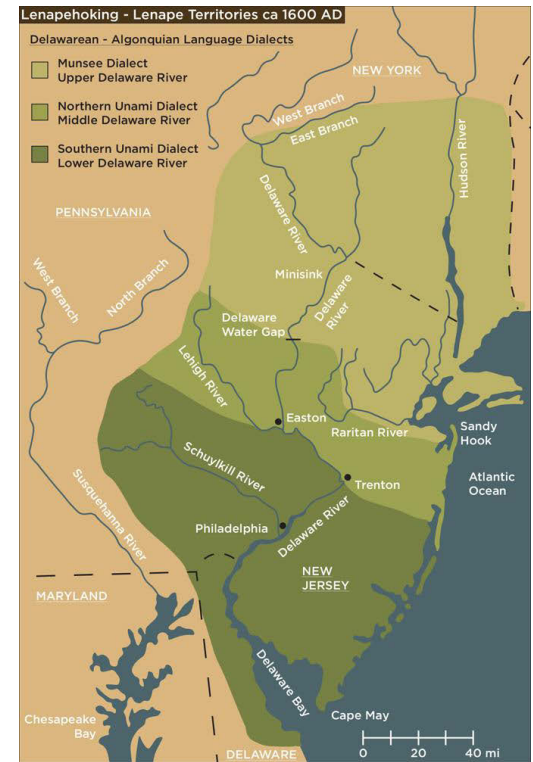 Lenapehoking - Lenape Territories ca 1600 AD
Delawarean - Algonquian Language Dialects
Munsee Dialect
Upper Delaware River
Northern Unami Dialect
Middle Delaware River
Southern Unami Dialect
Lower Delaware River
NEW YORK
West Branch
East Branch
Hudson River
Delaware River
PENNSYLVANIA
West Branch
North Branch
Minisink
Delaware
River
Delaware
Water Gap
Lehigh River
Easton
Raritan River
Sandy
Hook
Schuylkill River
Trenton
Atlantic
Ocean
Susquehanna River
Philadelphia
Delaware River
NEW
JERSEY
MARYLAND
Delaware Bay
Cape May
Chesapeake
Bay
DELAWARE
0 20 40 mi